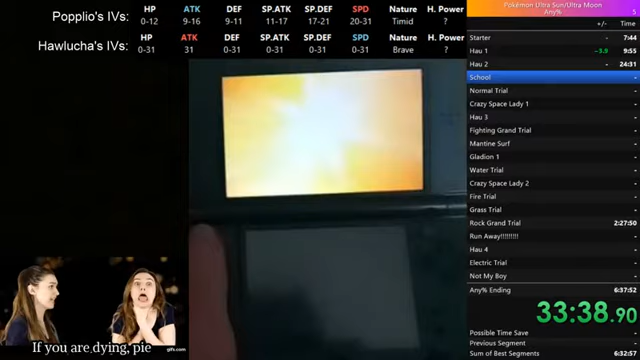 Popplio's IVs:
HP ATK DEF SP.ATK SP.DEF SPD Nature H. Power
0-12 9-16 9-11 11-17 17-21 20-31 Timid ?
Hawlucha's IVs:
HP ATK DEF SP.ATK SP.DEF SPD Nature H. Power
0-31 31 0-31 0-31 0-31 0-31 Brave ?
If you are dying, pie
gifs.com
Pokémon Ultra Sun/Ultra Moon
Any% 5
+/- Time
Starter - 7:44
Hau 1 -3.9 9:55
Hau 2 - 24:31
School -
Normal Trial -
Crazy Space Lady 1 -
Hau 3 -
Fighting Grand Trial -
Mantine Surf -
Gladion 1 -
Water Trial -
Crazy Space Lady 2 -
Fire Trial -
Grass Trial -
Rock Grand Trial 2:27:50
Run Away!!!!!!!!! -
Hau 4 -
Electric Trial -
Not My Boy -
Any% Ending 6:37:52
33:38.90
Possible Time Save -
Previous Segment -
Sum of Best Segments 6:32:57